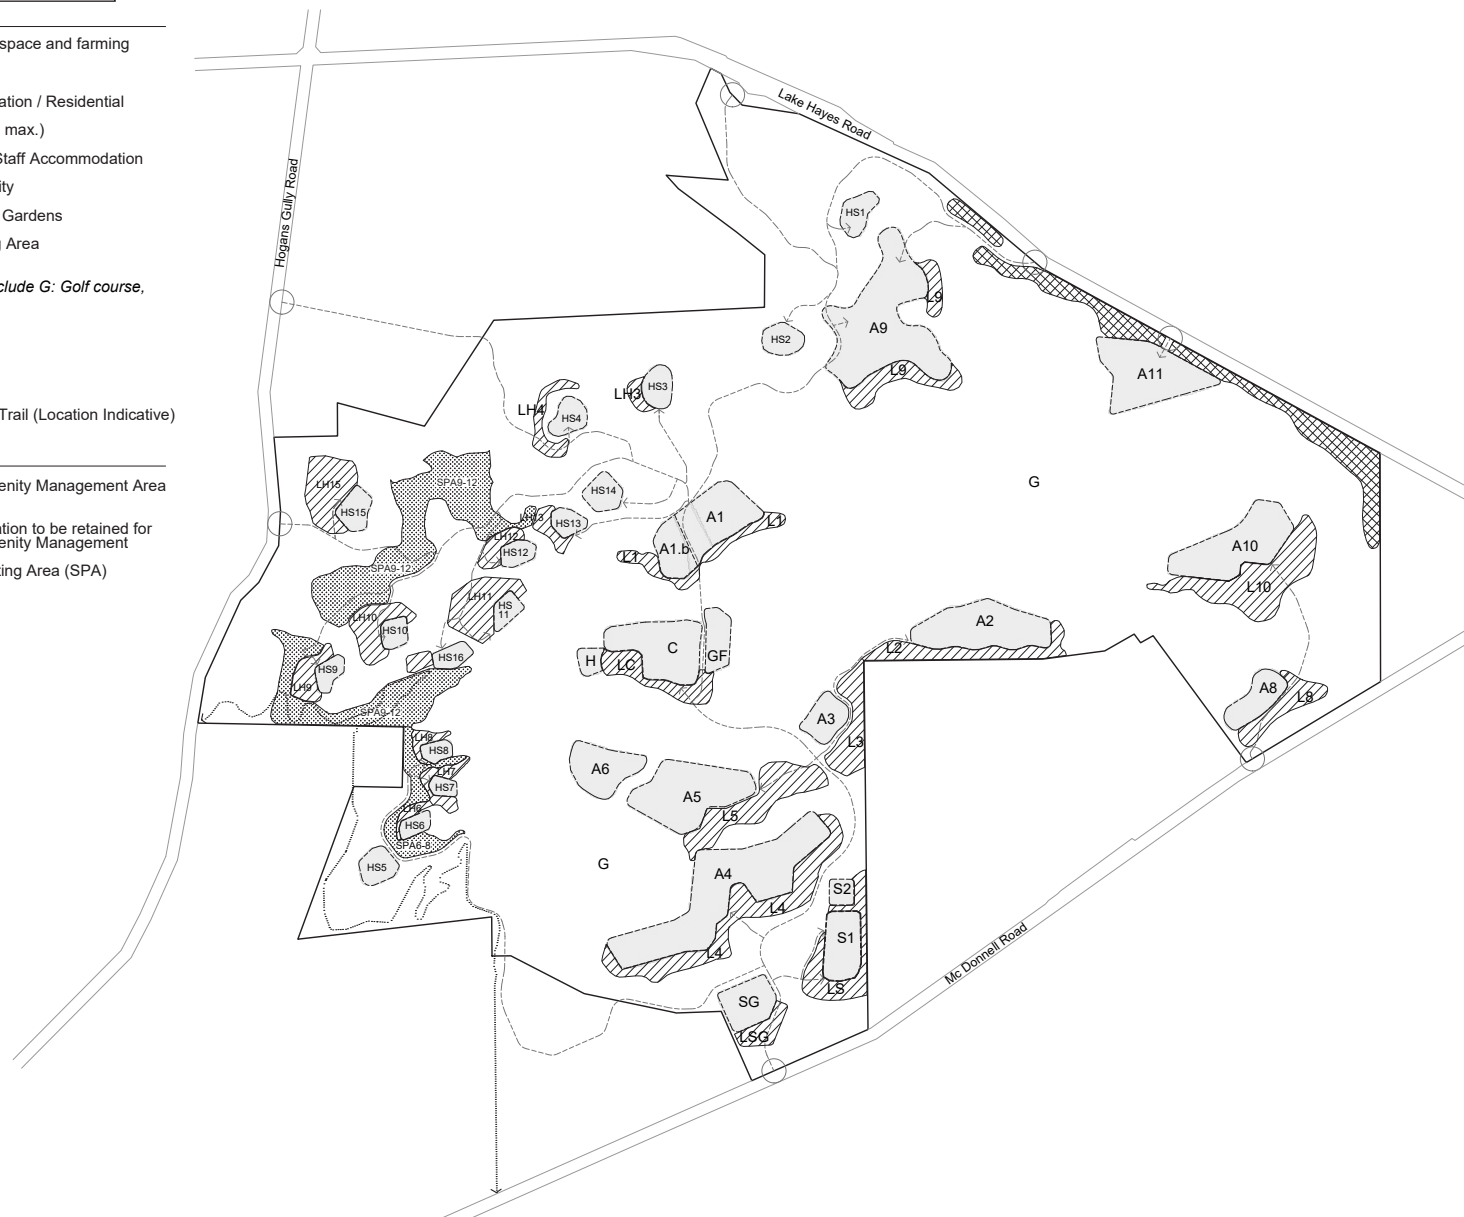 space and farming
ation / Residential
max.)
Staff Accommodation
ity
Gardens
g Area
clude G: Golf course,
Trail (Location Indicative)
enity Management Area
ation to be retained for
enity Management
ting Area (SPA)
Lake Hayes Road
Hogans Gully Road
HS1
L9
A9
HS2
L9
A11
LH3
HS3
LH4
HS4
G
SPA9-12
LH15
HS15
HS14
LH13
HS13
A1
L1
LH12
HS12
A1.b
L1
A10
L10
SPA9-12
LH11
HS
11
LH10
HS10
A2
L2
C
GF
H
LC
HS16
HS9
LH9
A8
L8
SPA9-12
A3
L3
LH8
HS8
LH7
HS7
A6
A5
L5
LH6
HS6
SPA6-8
HS5
G
A4
L4
S2
S1
L4
LS
Mc Donnell Road
SG
LSG